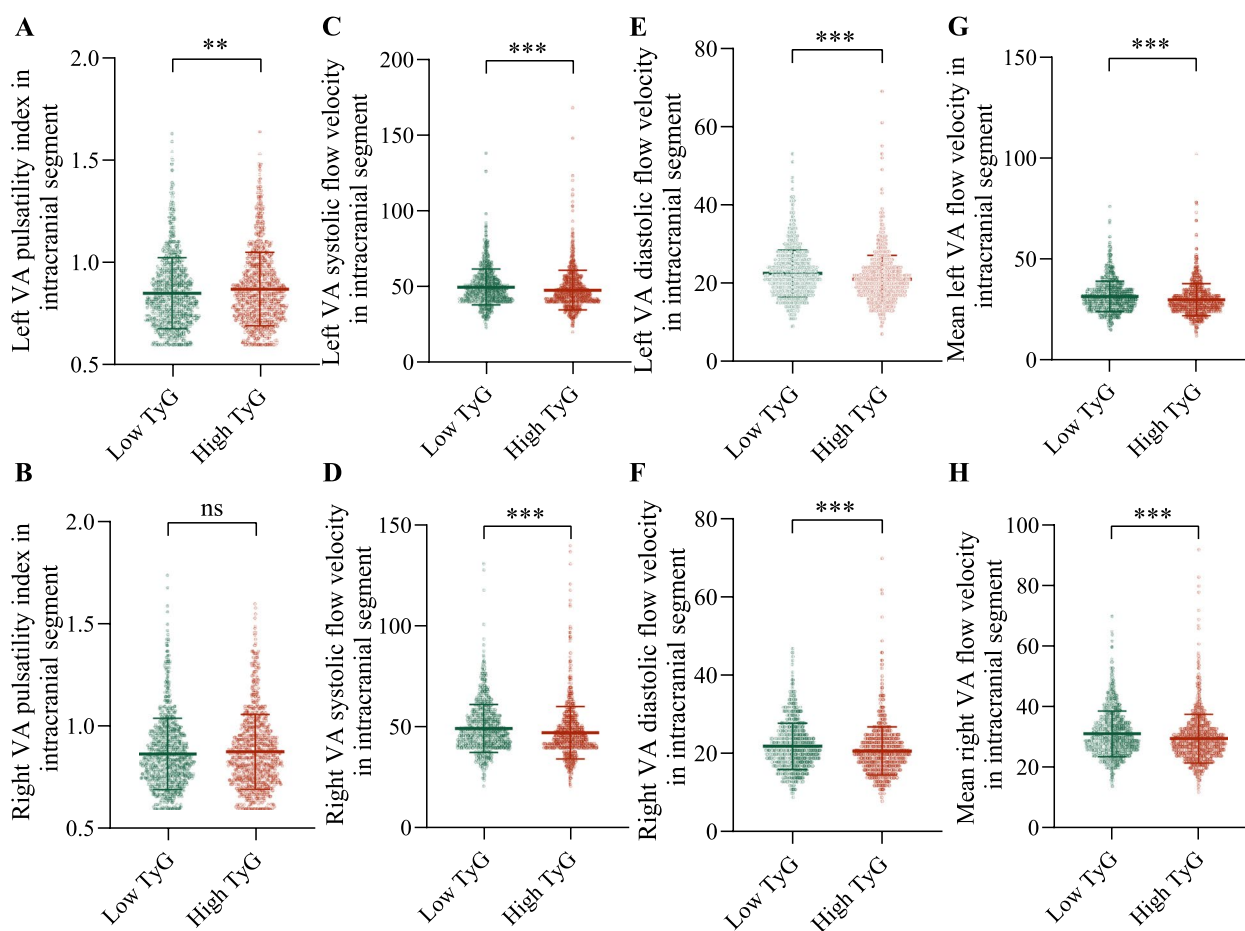 A
Left VA pulsatility index in
intracranial segment
2.0
1.5
1.0
0.5
**
Low TyG
High TyG
C
Left VA systolic flow velocity
in intracranial segment
200
150
100
50
0
***
Low TyG
High TyG
E
Left VA diastolic flow velocity
in intracranial segment
80
60
40
20
0
***
Low TyG
High TyG
G
Mean left VA flow velocity in
intracranial segment
150
100
50
0
***
Low TyG
High TyG
B
Right VA pulsatility index in
intracranial segment
2.0
1.5
1.0
0.5
ns
Low TyG
High TyG
D
Right VA systolic flow velocity
in intracranial segment
150
100
50
0
***
Low TyG
High TyG
F
Right VA diastolic flow velocity
in intracranial segment
80
60
40
20
0
***
Low TyG
High TyG
H
Mean right VA flow velocity
in intracranial segment
100
80
60
40
20
0
***
Low TyG
High TyG